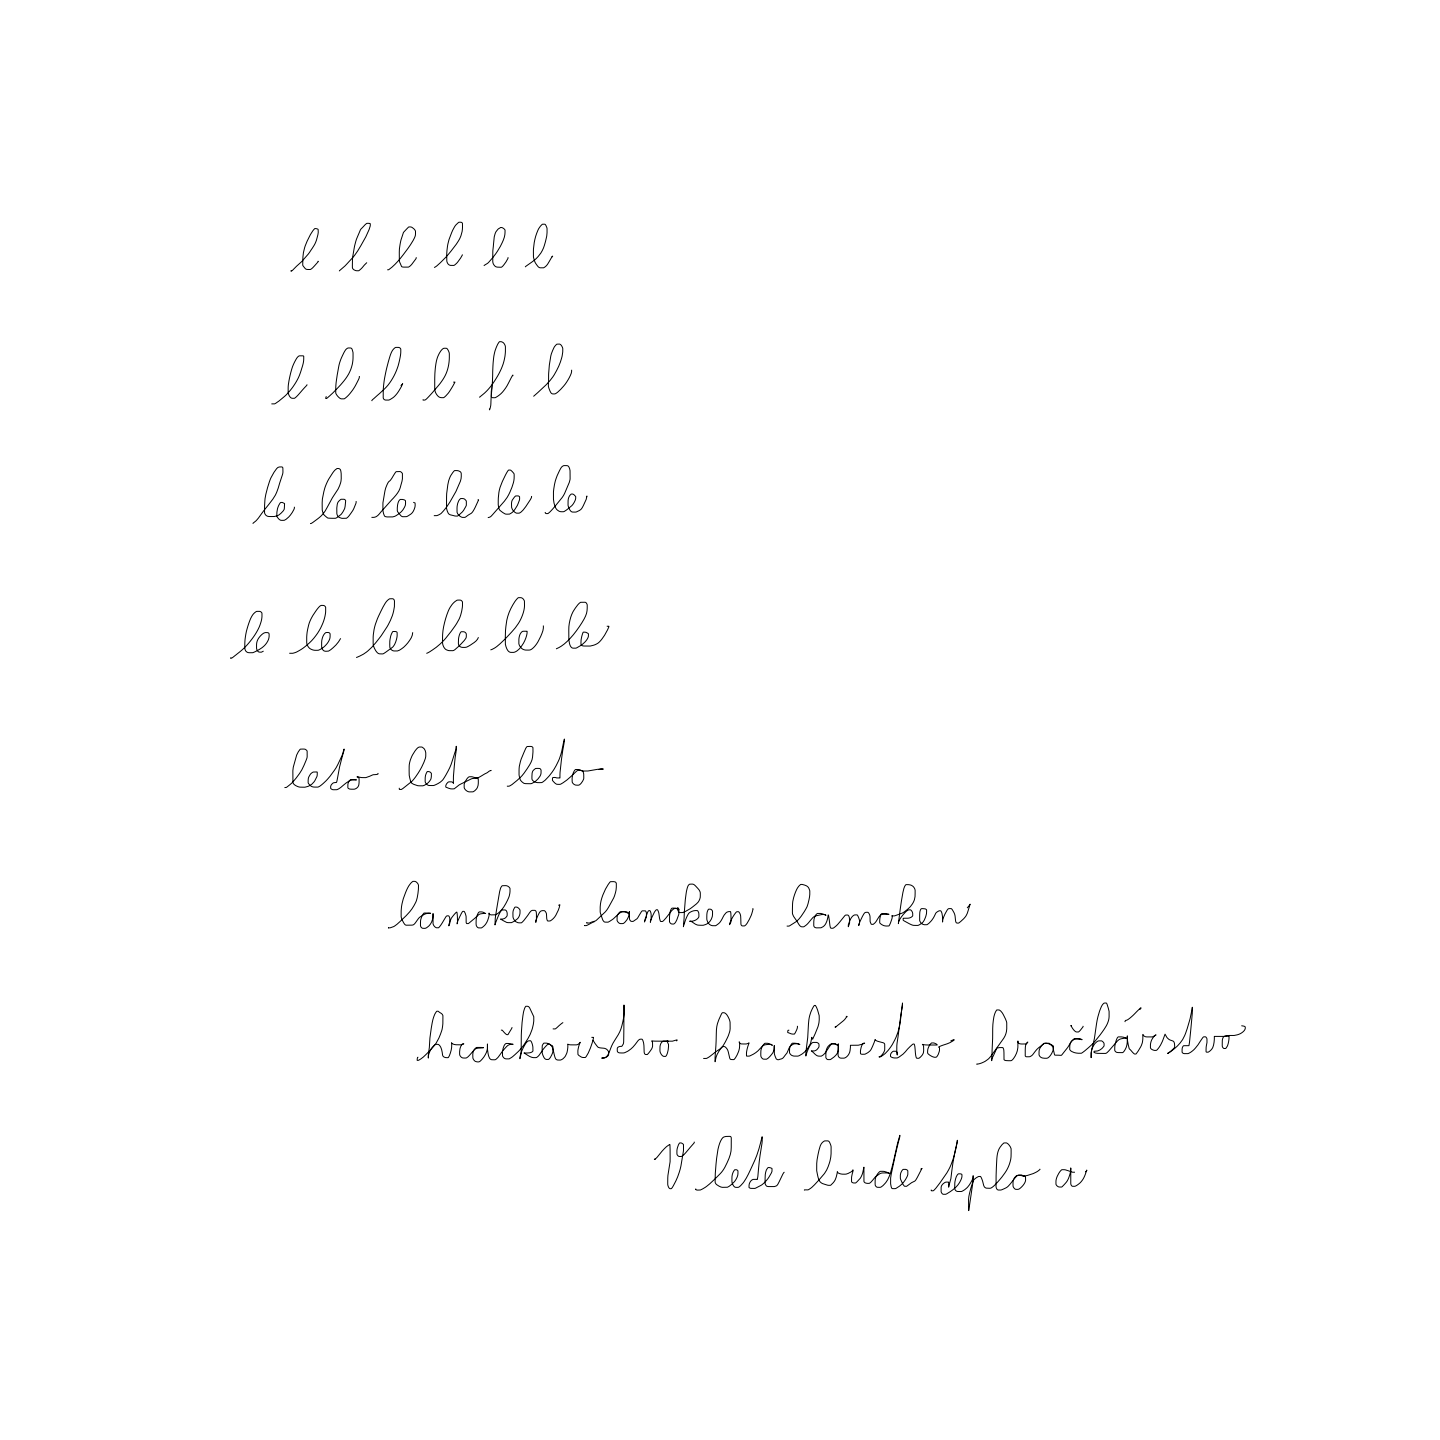 l l l l l l
l l l l l l
le le le le le le
le le le le le le
leto leto leto
lamoken lamoken lamoken
hračkárstvo hračkárstvo hračkárstvo
V lete bude teplo a